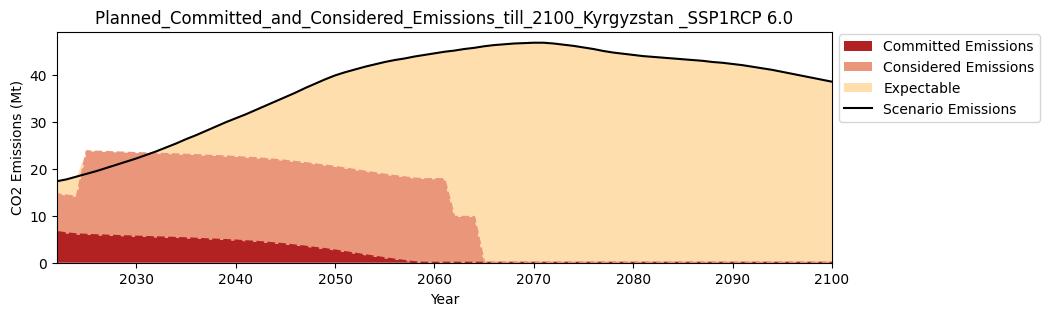 Planned_Committed_and_Considered_Emissions_till_2100_Kyrgyzstan _SSP1RCP 6.0
CO2 Emissions (Mt)
40
30
20
10
0
2030
2040
2050
2060
2070
2080
2090
2100
Year
Committed Emissions
Considered Emissions
Expectable
Scenario Emissions